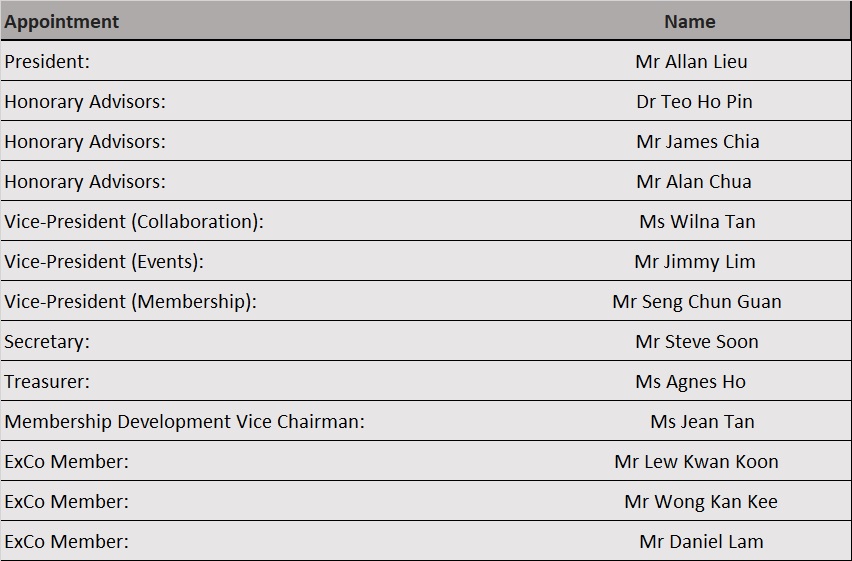 Appointment Name
President: Mr Allan Lieu
Honorary Advisors: Dr Teo Ho Pin
Honorary Advisors: Mr James Chia
Honorary Advisors: Mr Alan Chua
Vice-President (Collaboration): Ms Wilna Tan
Vice-President (Events): Mr Jimmy Lim
Vice-President (Membership): Mr Seng Chun Guan
Secretary: Mr Steve Soon
Treasurer: Ms Agnes Ho
Membership Development Vice Chairman: Ms Jean Tan
ExCo Member: Mr Lew Kwan Koon
ExCo Member: Mr Wong Kan Kee
ExCo Member: Mr Daniel Lam